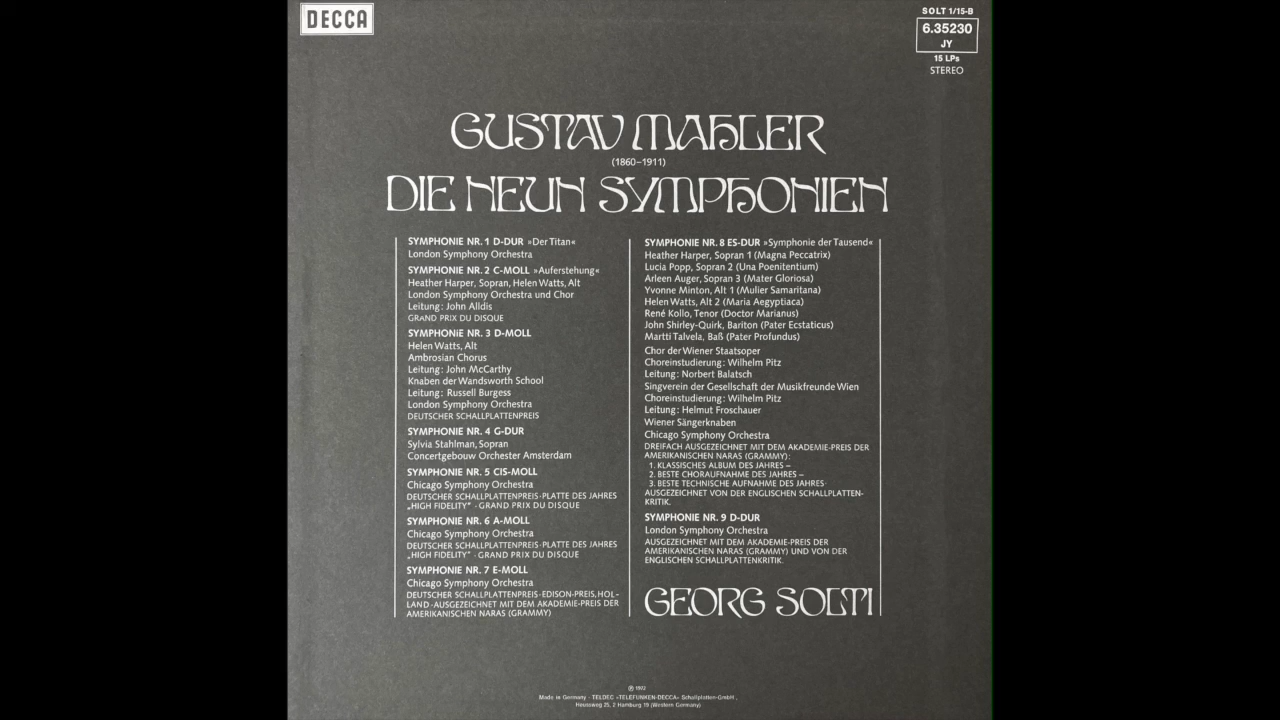 DECCA
SOLT 1/15-B
6.35230
JY
15 LPs
STEREO
GUSTAV MAHLER
(1860–1911)
DIE NEUN SYMPHONIEN
SYMPHONIE NR. 1 D-DUR »Der Titan«
London Symphony Orchestra
SYMPHONIE NR. 2 C-MOLL »Auferstehung«
Heather Harper, Sopran, Helen Watts, Alt
London Symphony Orchestra und Chor
Leitung: John Alldis
GRAND PRIX DU DISQUE
SYMPHONIE NR. 3 D-MOLL
Helen Watts, Alt
Ambrosian Chorus
Leitung: John McCarthy
Knaben der Wandsworth School
Leitung: Russell Burgess
London Symphony Orchestra
DEUTSCHER SCHALLPLATTENPREIS
SYMPHONIE NR. 4 G-DUR
Sylvia Stahlman, Sopran
Concertgebouw Orchester Amsterdam
SYMPHONIE NR. 5 CIS-MOLL
Chicago Symphony Orchestra
DEUTSCHER SCHALLPLATTENPREIS·PLATTE DES JAHRES
„HIGH FIDELITY" · GRAND PRIX DU DISQUE
SYMPHONIE NR. 6 A-MOLL
Chicago Symphony Orchestra
DEUTSCHER SCHALLPLATTENPREIS·PLATTE DES JAHRES
„HIGH FIDELITY" · GRAND PRIX DU DISQUE
SYMPHONIE NR. 7 E-MOLL
Chicago Symphony Orchestra
DEUTSCHER SCHALLPLATTENPREIS·EDISON-PREIS, HOL-
LAND·AUSGEZEICHNET MIT DEM AKADEMIE-PREIS DER
AMERIKANISCHEN NARAS (GRAMMY)
SYMPHONIE NR. 8 ES-DUR »Symphonie der Tausend«
Heather Harper, Sopran 1 (Magna Peccatrix)
Lucia Popp, Sopran 2 (Una Poenitentium)
Arleen Auger, Sopran 3 (Mater Gloriosa)
Yvonne Minton, Alt 1 (Mulier Samaritana)
Helen Watts, Alt 2 (Maria Aegyptiaca)
René Kollo, Tenor (Doctor Marianus)
John Shirley-Quirk, Bariton (Pater Ecstaticus)
Martti Talvela, Baß (Pater Profundus)
Chor der Wiener Staatsoper
Choreinstudierung: Wilhelm Pitz
Leitung: Norbert Balatsch
Singverein der Gesellschaft der Musikfreunde Wien
Choreinstudierung: Wilhelm Pitz
Leitung: Helmut Froschauer
Wiener Sängerknaben
Chicago Symphony Orchestra
DREIFACH AUSGEZEICHNET MIT DEM AKADEMIE-PREIS DER
AMERIKANISCHEN NARAS (GRAMMY):
1. KLASSISCHES ALBUM DES JAHRES –
2. BESTE CHORAUFNAHME DES JAHRES –
3. BESTE TECHNISCHE AUFNAHME DES JAHRES·
AUSGEZEICHNET VON DER ENGLISCHEN SCHALLPLATTEN-
KRITIK.
SYMPHONIE NR. 9 D-DUR
London Symphony Orchestra
AUSGEZEICHNET MIT DEM AKADEMIE-PREIS DER
AMERIKANISCHEN NARAS (GRAMMY) UND VON DER
ENGLISCHEN SCHALLPLATTENKRITIK.
GEORG SOLTI
℗ 1972
Made in Germany · TELDEC »TELEFUNKEN-DECCA« Schallplatten-GmbH,
Heussweg 25, 2 Hamburg 19 (Western Germany)